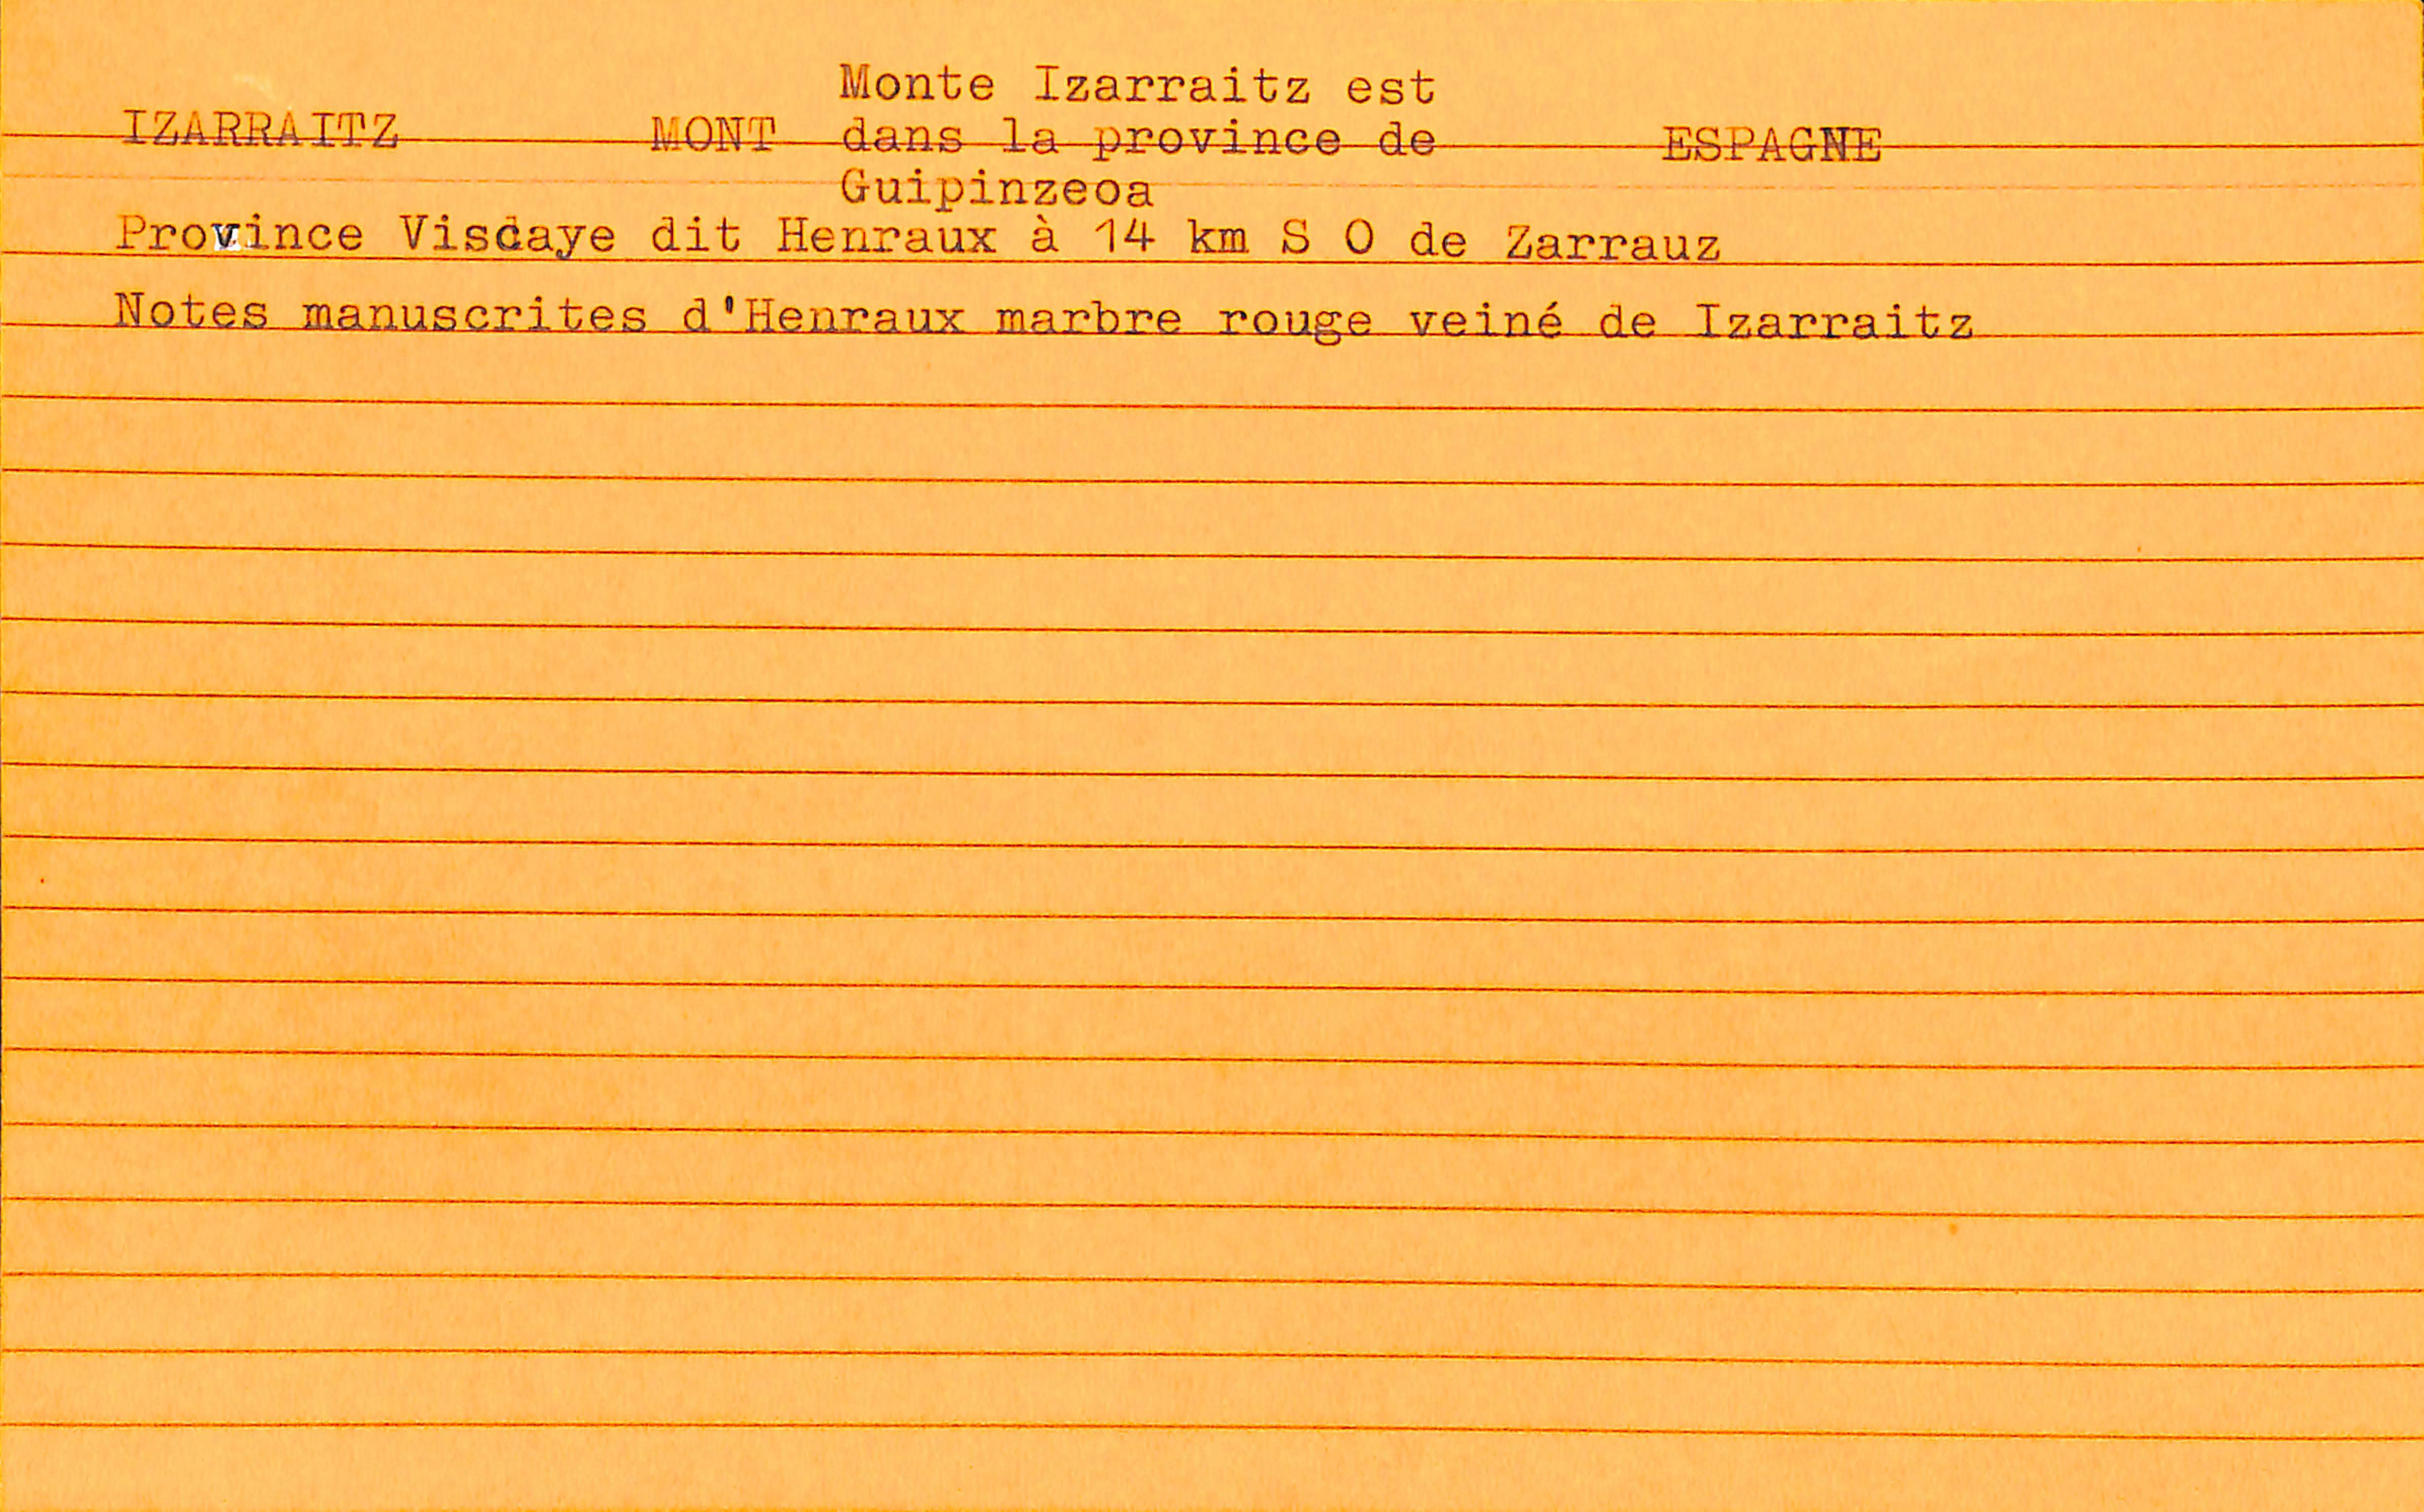 Monte Izarraitz est
IZARRAITZ MONT dans la province de ESPAGNE
Guipinzeoa
Province Visdaye dit Henraux à 14 km S O de Zarrauz
Notes manuscrites d'Henraux marbre rouge veiné de Izarraitz